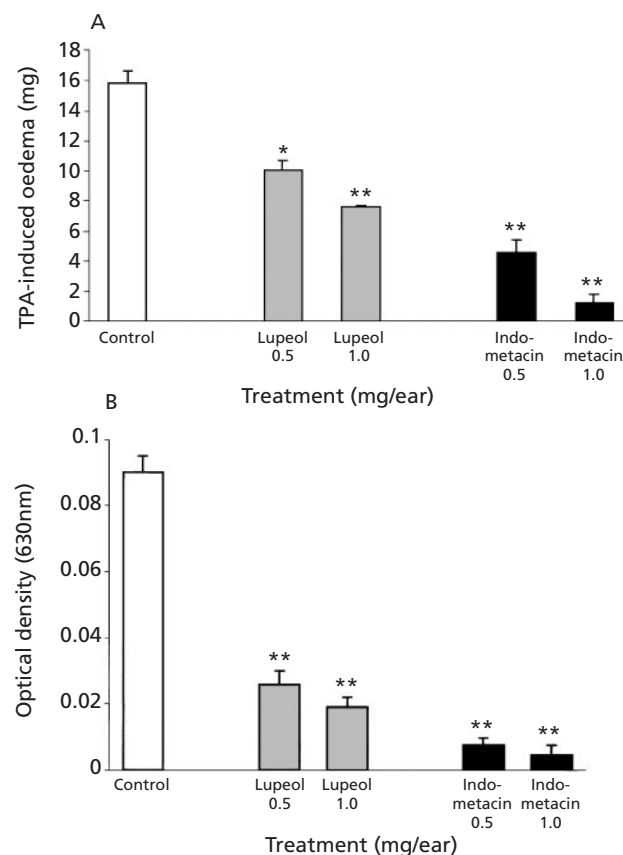 A
TPA-induced oedema (mg)
18
16
14
12
10
8
6
4
2
0
*
**
**
**
Control
Lupeol
0.5
Lupeol
1.0
Indo-
metacin
0.5
Indo-
metacin
1.0
Treatment (mg/ear)
B
Optical density (630nm)
0.1
0.08
0.06
0.04
0.02
0
**
**
**
**
Control
Lupeol
0.5
Lupeol
1.0
Indo-
metacin
0.5
Indo-
metacin
1.0
Treatment (mg/ear)